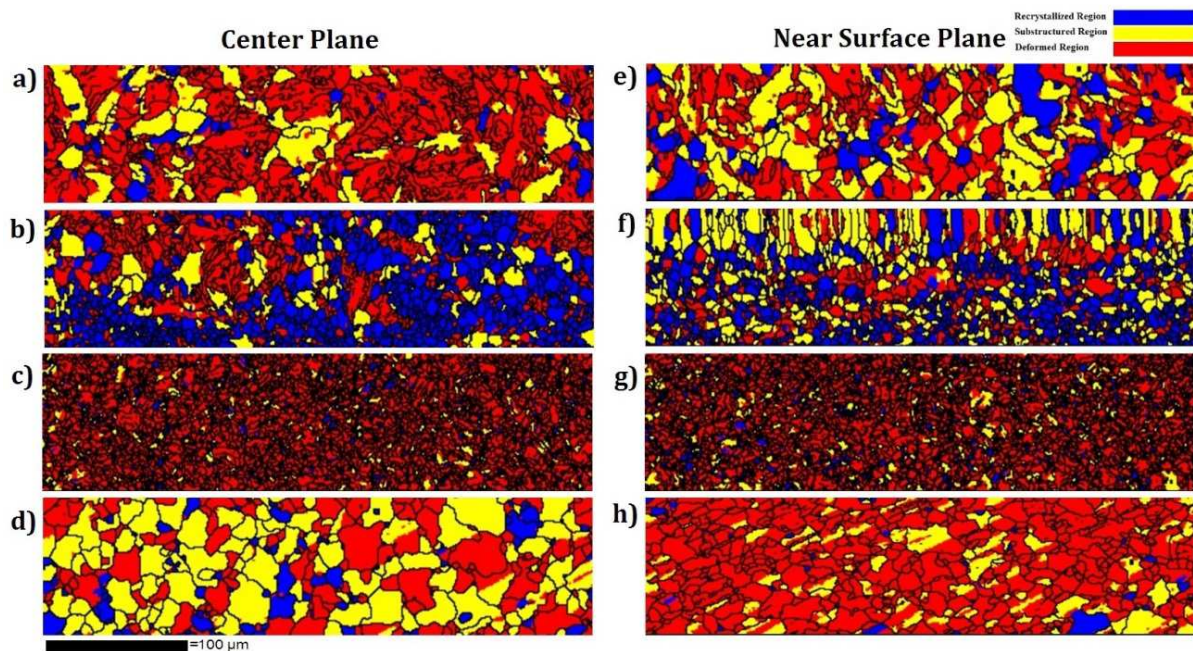 Center Plane
Near Surface Plane
Recrystallized Region
Substructured Region
Deformed Region
a)
e)
b)
f)
c)
g)
d)
h)
=100 µm